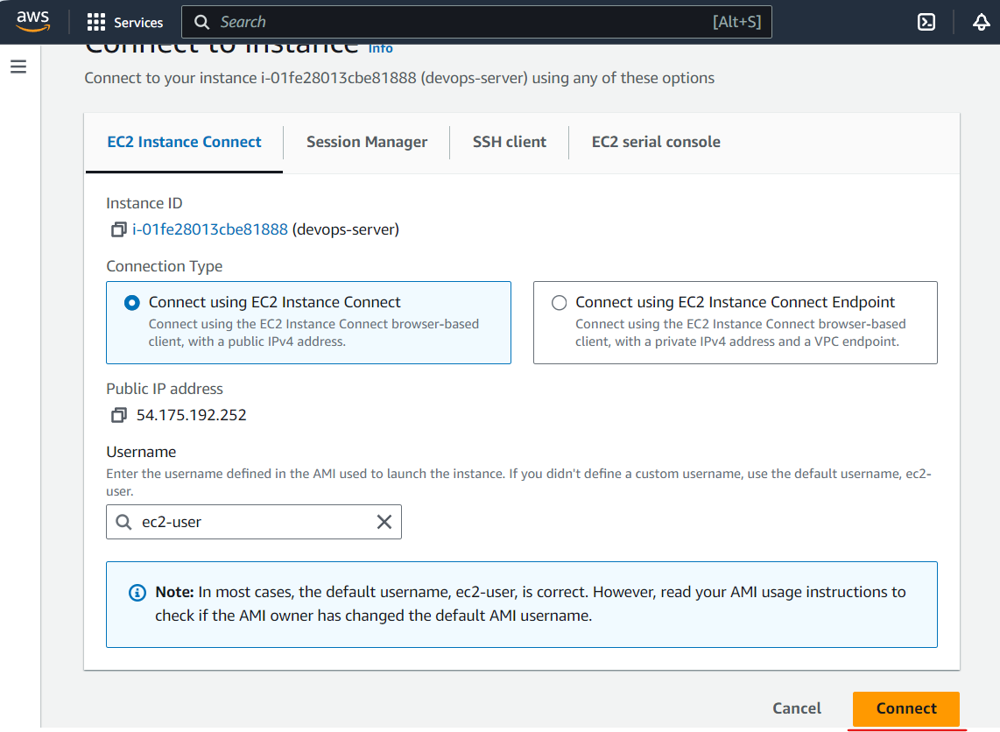 aws
Services
Search
[Alt+S]
Connect to instance Info
Connect to your instance i-01fe28013cbe81888 (devops-server) using any of these options
EC2 Instance Connect
Session Manager
SSH client
EC2 serial console
Instance ID
i-01fe28013cbe81888 (devops-server)
Connection Type
Connect using EC2 Instance Connect
Connect using the EC2 Instance Connect browser-based
client, with a public IPv4 address.
Connect using EC2 Instance Connect Endpoint
Connect using the EC2 Instance Connect browser-based
client, with a private IPv4 address and a VPC endpoint.
Public IP address
54.175.192.252
Username
Enter the username defined in the AMI used to launch the instance. If you didn't define a custom username, use the default username, ec2-
user.
ec2-user
Note: In most cases, the default username, ec2-user, is correct. However, read your AMI usage instructions to
check if the AMI owner has changed the default AMI username.
Cancel
Connect